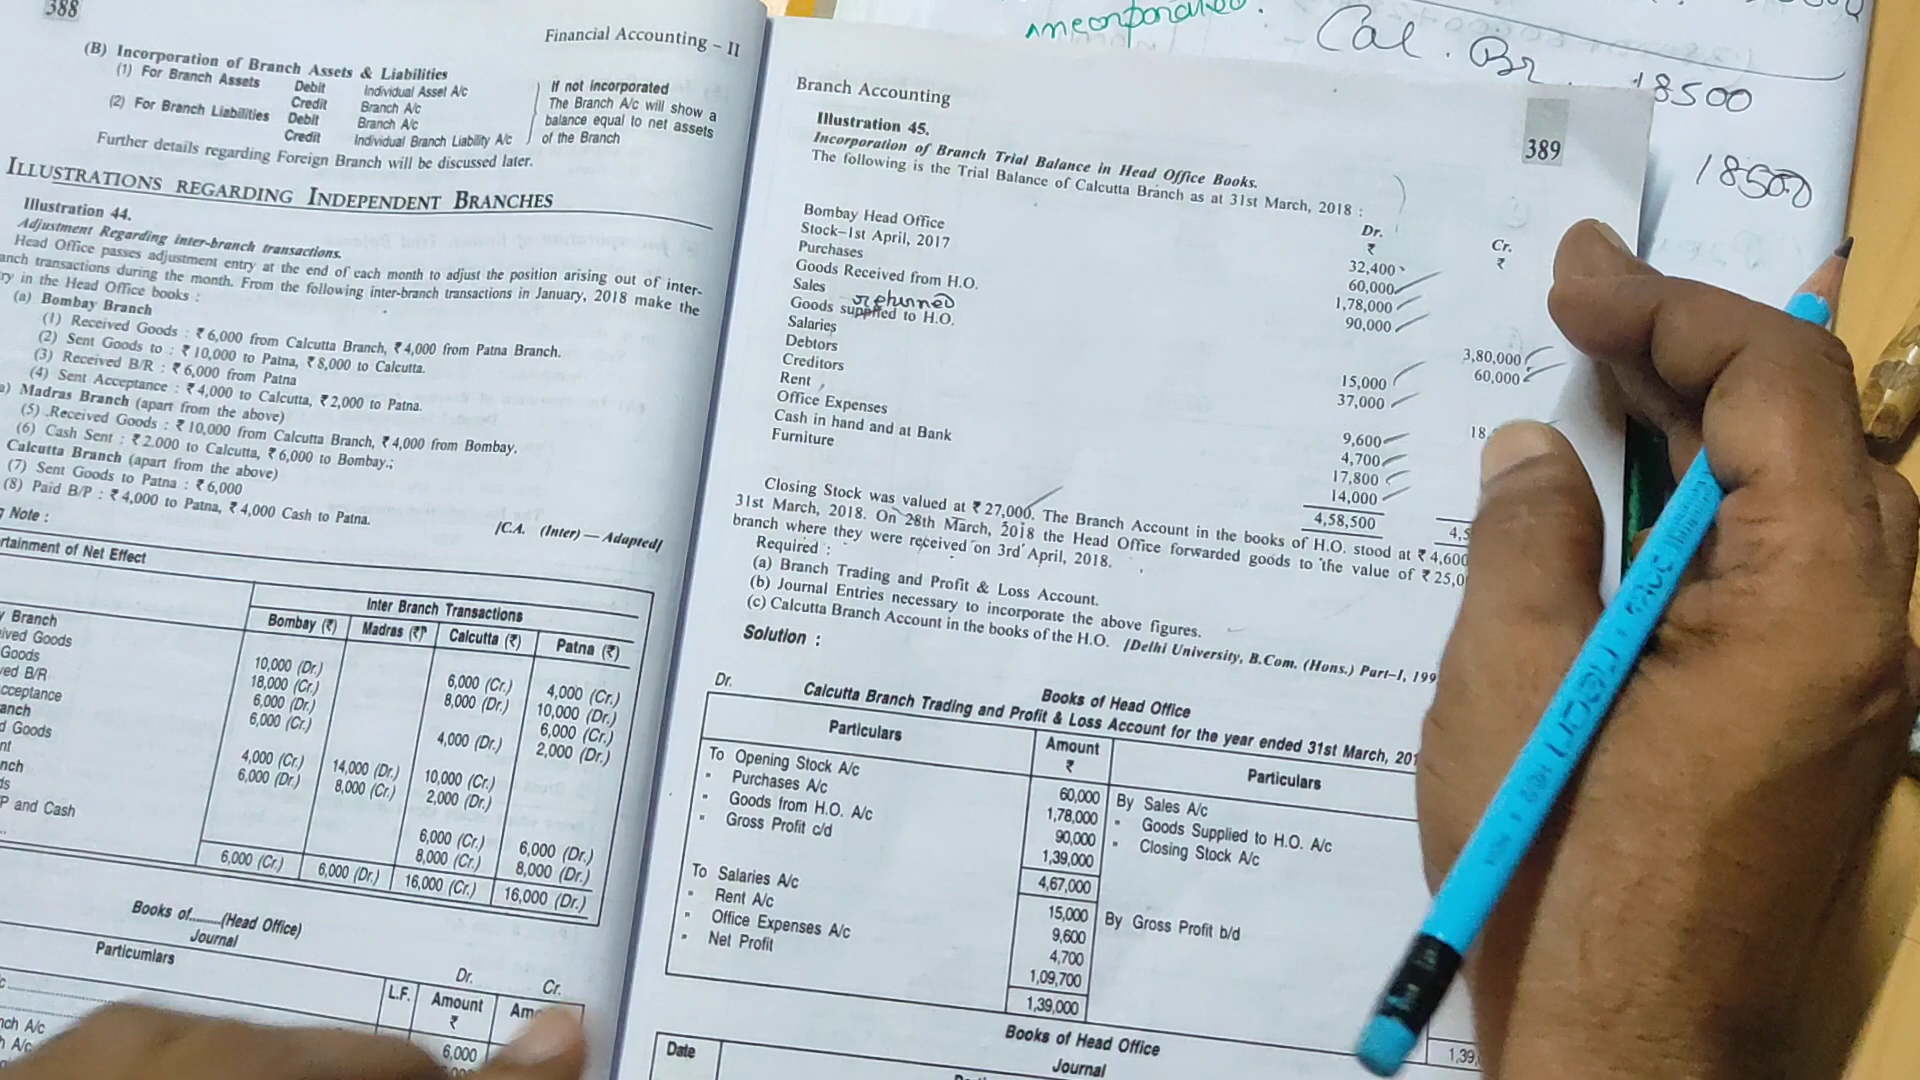 388
Financial Accounting – II
(B) Incorporation of Branch Assets & Liabilities
(1) For Branch Assets Debit Individual Asset A/c
Credit Branch A/c
(2) For Branch Liabilities Debit Branch A/c
Credit Individual Branch Liability A/c
If not incorporated
The Branch A/c will show a
balance equal to net assets
of the Branch
Further details regarding Foreign Branch will be discussed later.
ILLUSTRATIONS REGARDING INDEPENDENT BRANCHES
Illustration 44.
Adjustment Regarding inter-branch transactions.
Head Office passes adjustment entry at the end of each month to adjust the position arising out of inter-
anch transactions during the month. From the following inter-branch transactions in January, 2018 make the
ry in the Head Office books :
(a) Bombay Branch
(1) Received Goods : ₹ 6,000 from Calcutta Branch, ₹ 4,000 from Patna Branch.
(2) Sent Goods to : ₹ 10,000 to Patna, ₹ 8,000 to Calcutta.
(3) Received B/R : ₹ 6,000 from Patna
(4) Sent Acceptance : ₹ 4,000 to Calcutta, ₹ 2,000 to Patna.
a) Madras Branch (apart from the above)
(5) Received Goods : ₹ 10,000 from Calcutta Branch, ₹ 4,000 from Bombay.
(6) Cash Sent : ₹ 2,000 to Calcutta, ₹ 6,000 to Bombay.;
Calcutta Branch (apart from the above)
(7) Sent Goods to Patna : ₹ 6,000
(8) Paid B/P : ₹ 4,000 to Patna, ₹ 4,000 Cash to Patna.
[C.A. (Inter) — Adapted]
Note :
rtainment of Net Effect
Inter Branch Transactions
Bombay (₹) Madras (₹) Calcutta (₹) Patna (₹)
y Branch
ived Goods 10,000 (Dr.) 6,000 (Cr.) 4,000 (Cr.)
Goods 18,000 (Cr.) 8,000 (Dr.) 10,000 (Dr.)
ved B/R 6,000 (Dr.) 6,000 (Cr.)
cceptance 6,000 (Cr.) 4,000 (Dr.) 2,000 (Dr.)
anch
d Goods 4,000 (Cr.) 14,000 (Dr.) 10,000 (Cr.)
nt 6,000 (Dr.) 8,000 (Cr.) 2,000 (Dr.)
nch
ds 6,000 (Cr.) 6,000 (Dr.)
P and Cash 8,000 (Cr.) 8,000 (Dr.)
6,000 (Cr.) 6,000 (Dr.) 16,000 (Cr.) 16,000 (Dr.)
Books of.........(Head Office)
Journal
Dr. Cr.
Particumlars L.F. Amount Am
₹
nch A/c 6,000
h A/c
Cal. Br. 18500
18500
Branch Accounting
389
Illustration 45.
Incorporation of Branch Trial Balance in Head Office Books.
The following is the Trial Balance of Calcutta Branch as at 31st March, 2018 :
Dr. Cr.
₹ ₹
Bombay Head Office 32,400
Stock–1st April, 2017 60,000
Purchases 1,78,000
Goods Received from H.O. 90,000
Sales 3,80,000
returned
Goods supplied to H.O. 60,000
Salaries 15,000
Debtors 37,000
Creditors 18
Rent 9,600
Office Expenses 4,700
Cash in hand and at Bank 17,800
Furniture 14,000
4,58,500 4,5
Closing Stock was valued at ₹ 27,000. The Branch Account in the books of H.O. stood at ₹ 4,600
31st March, 2018. On 28th March, 2018 the Head Office forwarded goods to the value of ₹ 25,0
branch where they were received on 3rd April, 2018.
Required :
(a) Branch Trading and Profit & Loss Account.
(b) Journal Entries necessary to incorporate the above figures.
(c) Calcutta Branch Account in the books of the H.O. [Delhi University, B.Com. (Hons.) Part–I, 199
Solution :
Books of Head Office
Dr. Calcutta Branch Trading and Profit & Loss Account for the year ended 31st March, 201
Particulars Amount Particulars
₹
To Opening Stock A/c 60,000 By Sales A/c
" Purchases A/c 1,78,000 " Goods Supplied to H.O. A/c
" Goods from H.O. A/c 90,000 " Closing Stock A/c
" Gross Profit c/d 1,39,000
4,67,000
To Salaries A/c 15,000 By Gross Profit b/d
" Rent A/c 9,600
" Office Expenses A/c 4,700
" Net Profit 1,09,700
1,39,000 1,39
Books of Head Office
Journal
Date